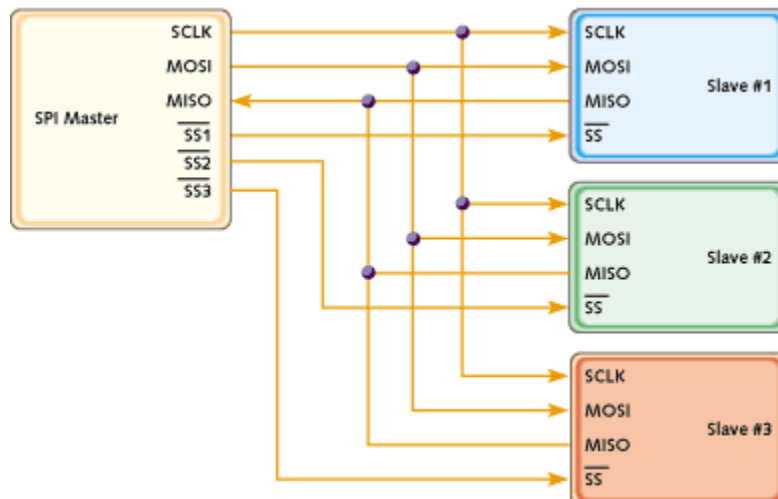 SPI Master
SCLK
MOSI
MISO
SS1
SS2
SS3
SCLK
MOSI
MISO
SS
Slave #1
SCLK
MOSI
MISO
SS
Slave #2
SCLK
MOSI
MISO
SS
Slave #3